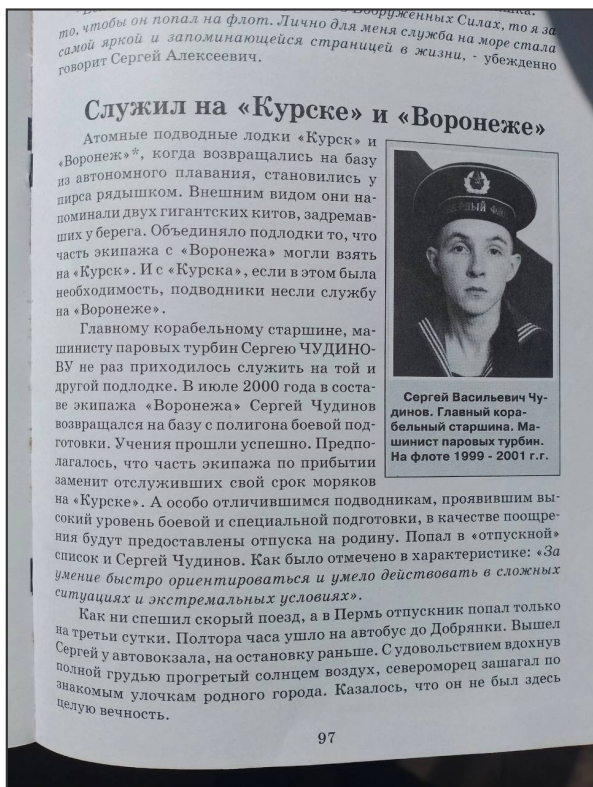 то, чтобы он попал на флот. Лично для меня служба на море стала
самой яркой и запоминающейся страницей в жизни, - убежденно
говорит Сергей Алексеевич.
Служил на «Курске» и «Воронеже»
Атомные подводные лодки «Курск» и
«Воронеж»*, когда возвращались на базу
из автономного плавания, становились у
пирса рядышком. Внешним видом они на-
поминали двух гигантских китов, задремав-
ших у берега. Объединяло подлодки то, что
часть экипажа с «Воронежа» могли взять
на «Курск». И с «Курска», если в этом была
необходимость, подводники несли службу
на «Воронеже».
Главному корабельному старшине, ма-
шинисту паровых турбин Сергею ЧУДИНО-
ВУ не раз приходилось служить на той и
другой подлодке. В июле 2000 года в соста-
ве экипажа «Воронежа» Сергей Чудинов
возвращался на базу с полигона боевой под-
готовки. Учения прошли успешно. Предпо-
лагалось, что часть экипажа по прибытии
заменит отслуживших свой срок моряков
на «Курске». А особо отличившимся подводникам, проявившим вы-
сокий уровень боевой и специальной подготовки, в качестве поощре-
ния будут предоставлены отпуска на родину. Попал в «отпускной»
список и Сергей Чудинов. Как было отмечено в характеристике: «За
умение быстро ориентироваться и умело действовать в сложных
ситуациях и экстремальных условиях».
Как ни спешил скорый поезд, а в Пермь отпускник попал только
на третьи сутки. Полтора часа ушло на автобус до Добрянки. Вышел
Сергей у автовокзала, на остановку раньше. С удовольствием вдохнув
полной грудью прогретый солнцем воздух, североморец зашагал по
знакомым улочкам родного города. Казалось, что он не был здесь
целую вечность.
Сергей Васильевич Чу-
динов. Главный кора-
бельный старшина. Ма-
шинист паровых турбин.
На флоте 1999 - 2001 г.г.
97